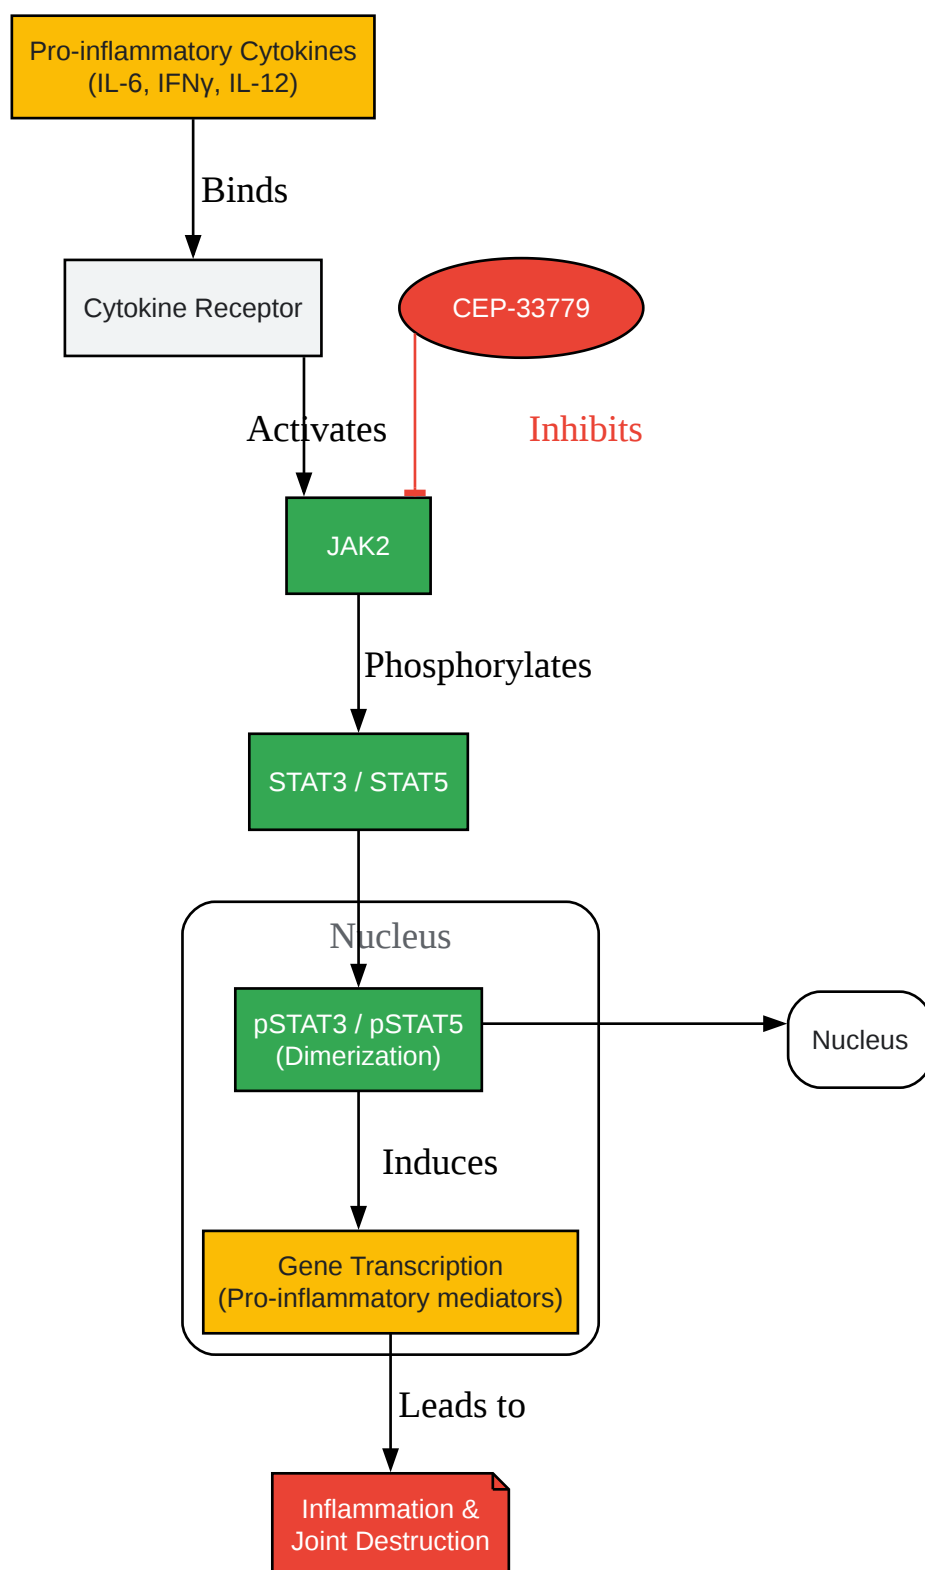 Pro-inflammatory Cytokines
(IL-6, IFNγ, IL-12)
Binds
Cytokine Receptor
CEP-33779
Activates
Inhibits
JAK2
Phosphorylates
STAT3 / STAT5
Nucleus
pSTAT3 / pSTAT5
(Dimerization)
Nucleus
Induces
Gene Transcription
(Pro-inflammatory mediators)
Leads to
Inflammation &
Joint Destruction